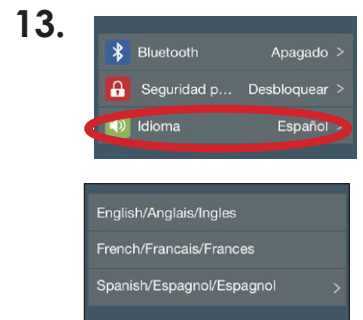 13.
Bluetooth Apagado >
Seguridad p... Desbloquear >
Idioma Español >
English/Anglais/Ingles
French/Francais/Frances
Spanish/Espagnol/Espagnol >